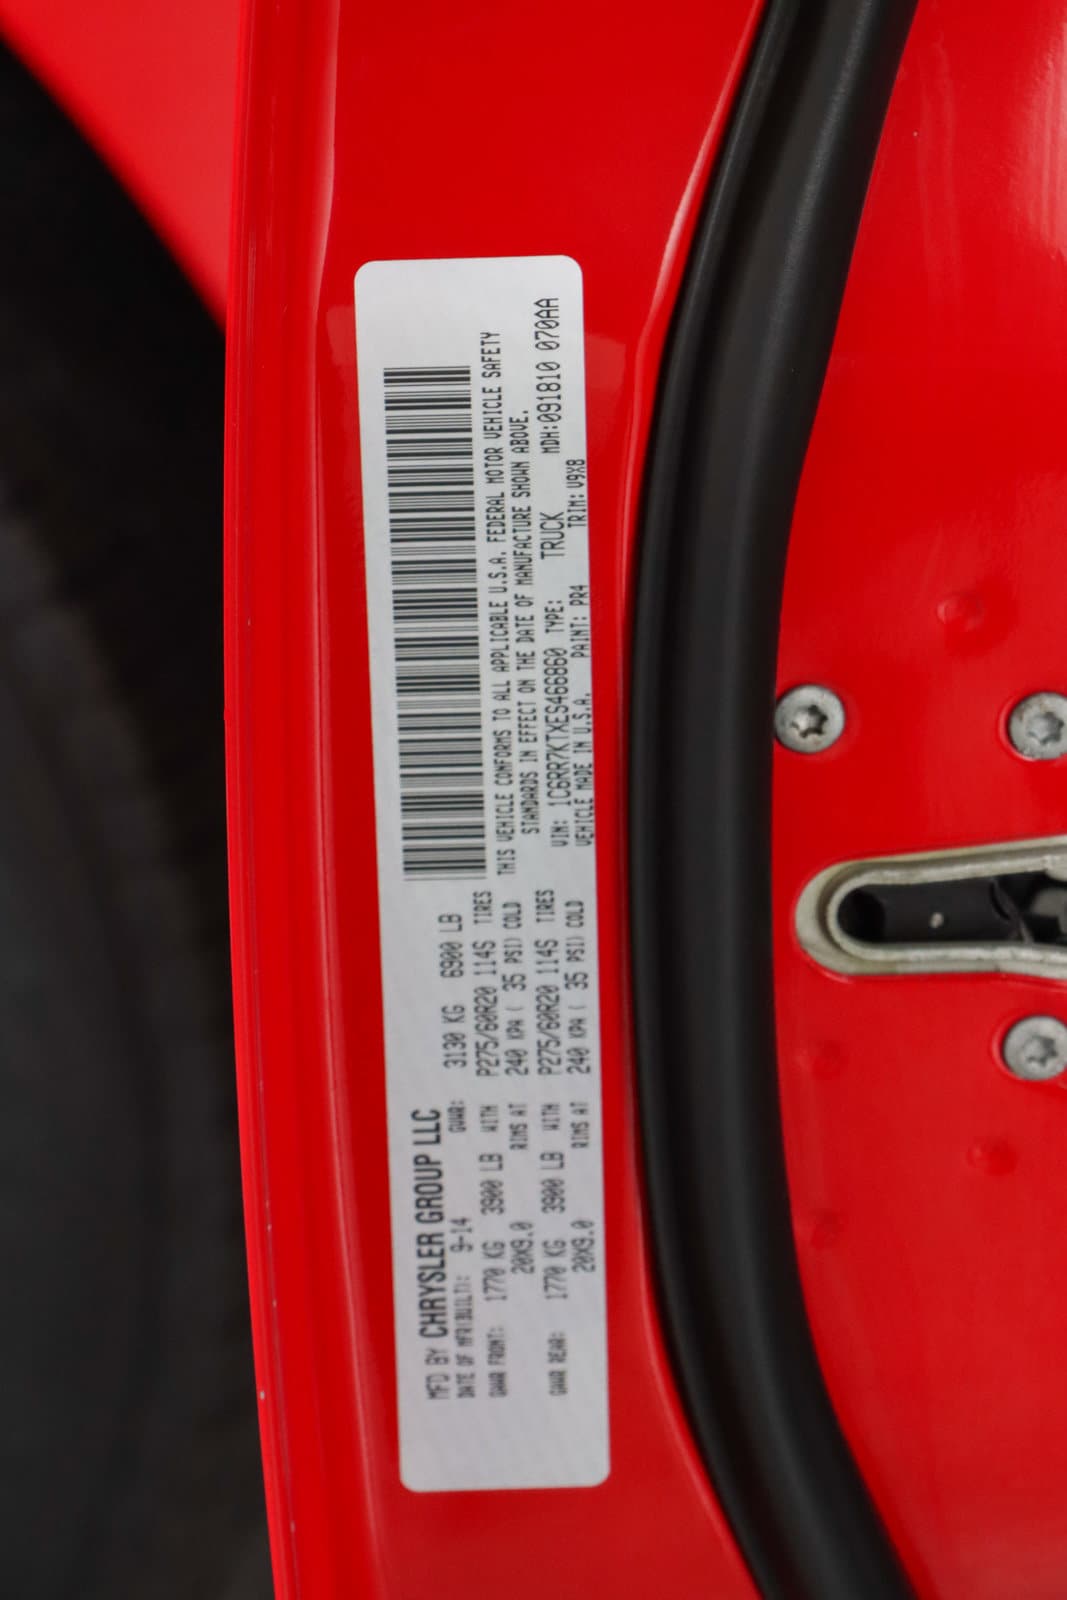 MFD BY CHRYSLER GROUP LLC
DATE OF MFR(BUILT): 9-14 GVWR: 3130 KG 6900 LB
GAWR FRONT: 1770 KG 3900 LB WITH P275/60R20 114S TIRES
20X9.0 RIMS AT 240 KPA ( 35 PSI) COLD
GAWR REAR: 1770 KG 3900 LB WITH P275/60R20 114S TIRES
20X9.0 RIMS AT 240 KPA ( 35 PSI) COLD
THIS VEHICLE CONFORMS TO ALL APPLICABLE U.S.A. FEDERAL MOTOR VEHICLE SAFETY
STANDARDS IN EFFECT ON THE DATE OF MANUFACTURE SHOWN ABOVE.
VIN: 1C6RR7KTXES466860 TYPE: TRUCK MDH:091810 070AA
VEHICLE MADE IN U.S.A. PAINT: PR4 TRIM: V9X8